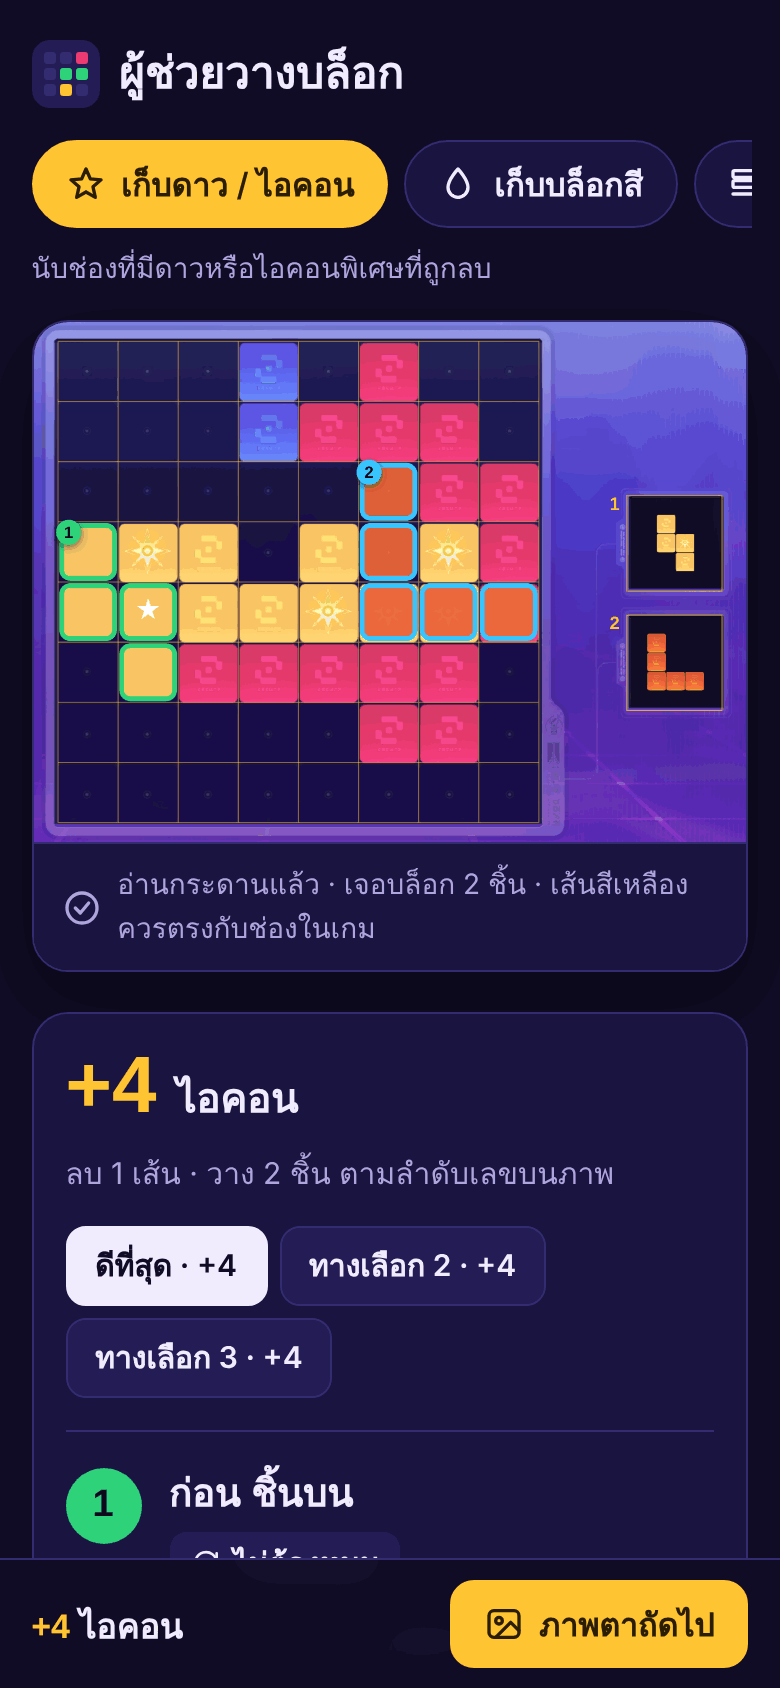 ผู้ช่วยวางบล็อก
เก็บดาว / ไอคอน
เก็บบล็อกสี
นับช่องที่มีดาวหรือไอคอนพิเศษที่ถูกลบ
2
1
1
2
อ่านกระดานแล้ว · เจอบล็อก 2 ชิ้น · เส้นสีเหลือง
ควรตรงกับช่องในเกม
+4 ไอคอน
ลบ 1 เส้น · วาง 2 ชิ้น ตามลำดับเลขบนภาพ
ดีที่สุด · +4
ทางเลือก 2 · +4
ทางเลือก 3 · +4
1
ก่อน ชิ้นบน
+4 ไอคอน
ภาพตาถัดไป